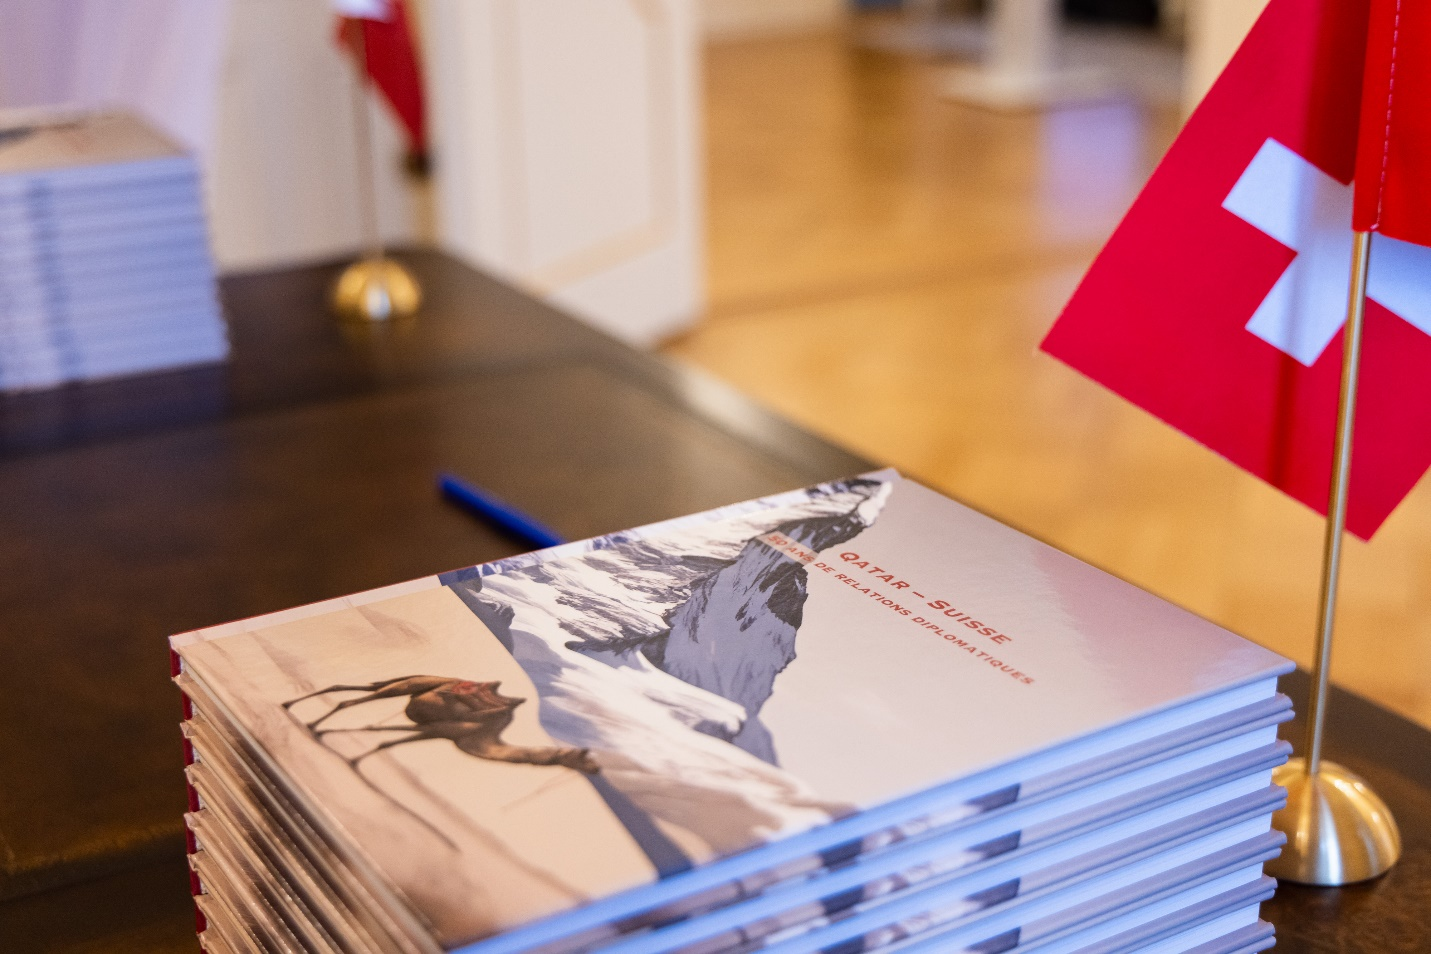 QATAR – SUISSE
50 ANS DE RELATIONS DIPLOMATIQUES